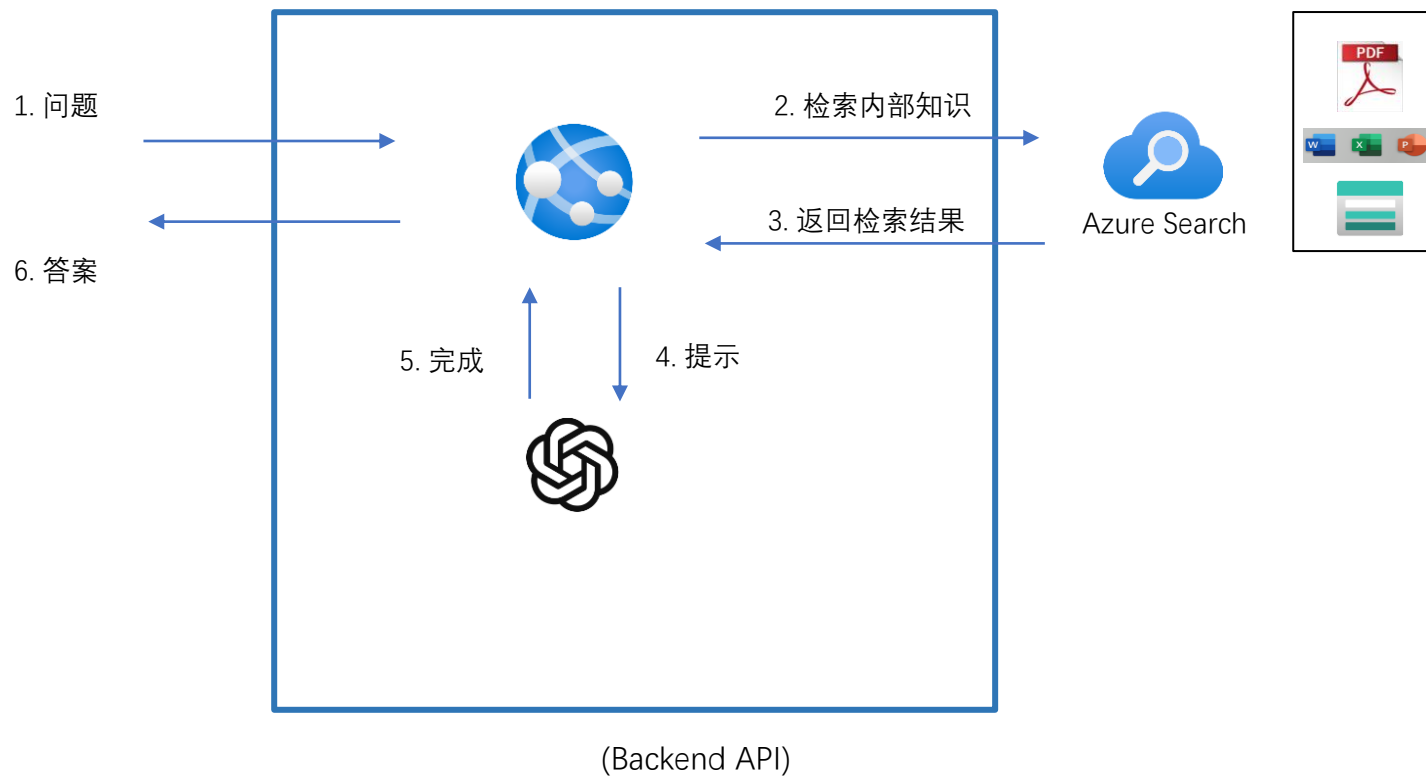 1. 问题
2. 检索内部知识
PDF
W
X
P
3. 返回检索结果
Azure Search
6. 答案
5. 完成
4. 提示
(Backend API)